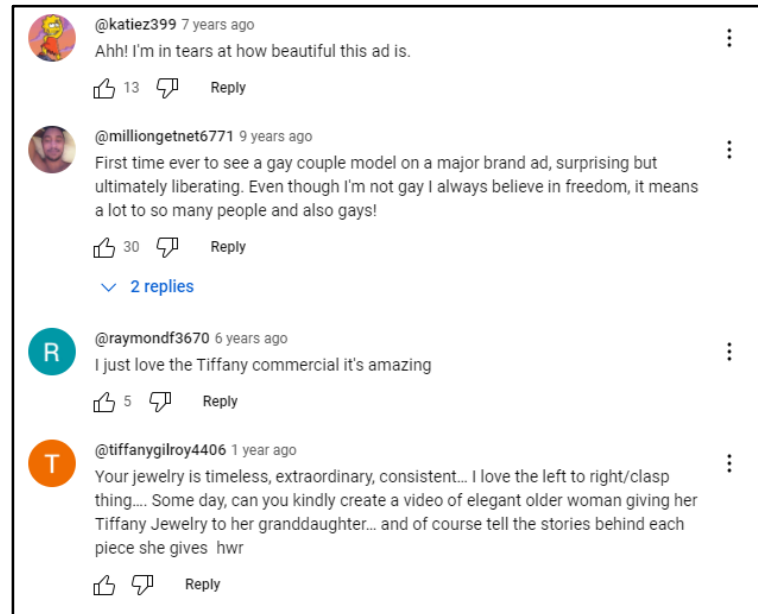 @katiez399 7 years ago
Ahh! I'm in tears at how beautiful this ad is.
13 Reply
@milliongetnet6771 9 years ago
First time ever to see a gay couple model on a major brand ad, surprising but
ultimately liberating. Even though I'm not gay I always believe in freedom, it means
a lot to so many people and also gays!
30 Reply
2 replies
R
@raymondf3670 6 years ago
I just love the Tiffany commercial it's amazing
5 Reply
T
@tiffanygilroy4406 1 year ago
Your jewelry is timeless, extraordinary, consistent... I love the left to right/clasp
thing.... Some day, can you kindly create a video of elegant older woman giving her
Tiffany Jewelry to her granddaughter... and of course tell the stories behind each
piece she gives hwr
Reply